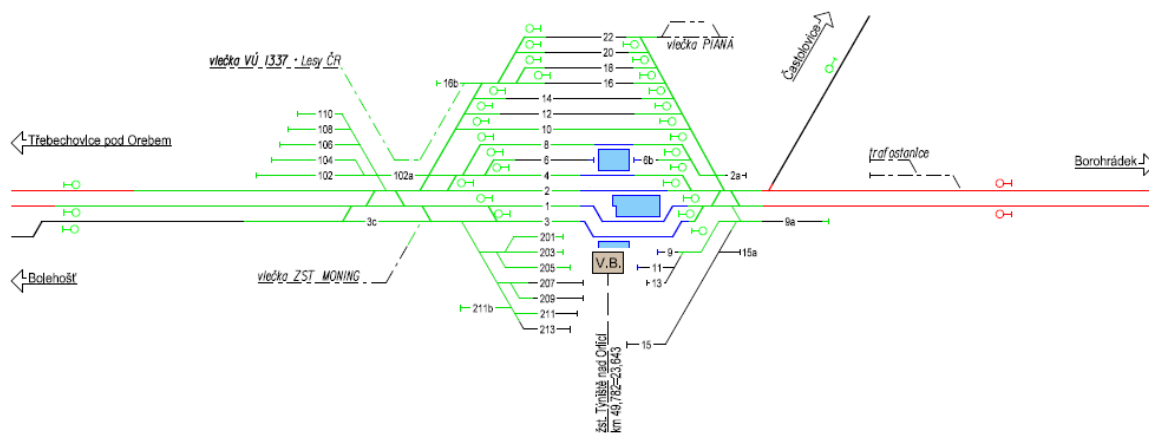 22
vlečka PIANA
20
Častolovice
vlečka VÚ 1337 • Lesy ČR
18
16b
16
14
110
12
108
10
Třebechovice pod Orebem
106
8
trafostanice
104
6
6b
Borohrádek
102
102a
4
2a
2
1
3c
3
9a
201
203
9
15a
205
V.B.
11
Bolehošť
vlečka ZST MONING
207
13
209
211b
211
213
15
žst. Týniště nad Orlicí
km 49,782=23,643